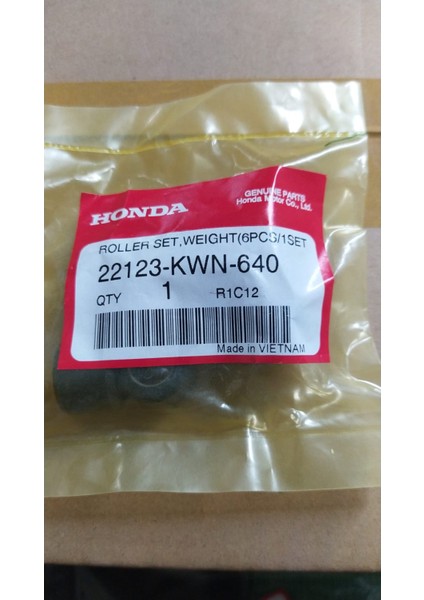 HONDA
GENUINE PARTS
Honda Motor Co., Ltd.
ROLLER SET,WEIGHT(6PCS/1SET
22123-KWN-640
QTY 1 R1C12
Made in VIETNAM